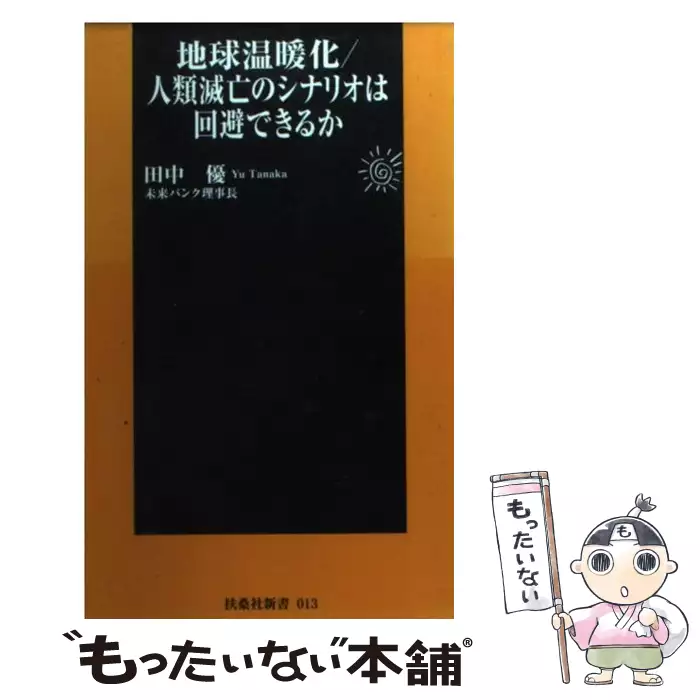 地球温暖化/
人類滅亡のシナリオは
回避できるか
田中 優 Yu Tanaka
未来バンク理事長
扶桑社新書 013
もったいない
も
"もったいない"本舗®